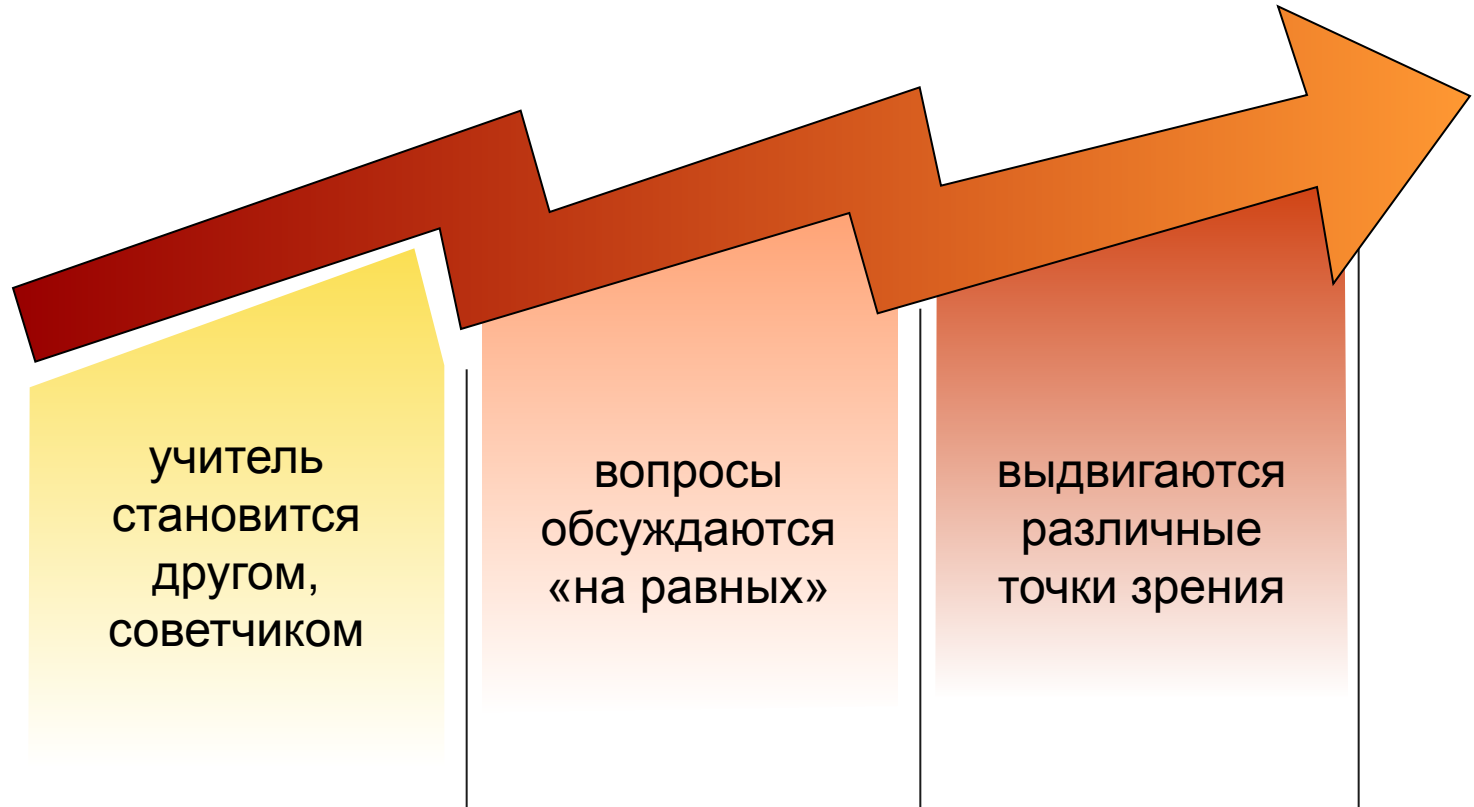 учитель
становится
другом,
советчиком
вопросы
обсуждаются
«на равных»
выдвигаются
различные
точки зрения